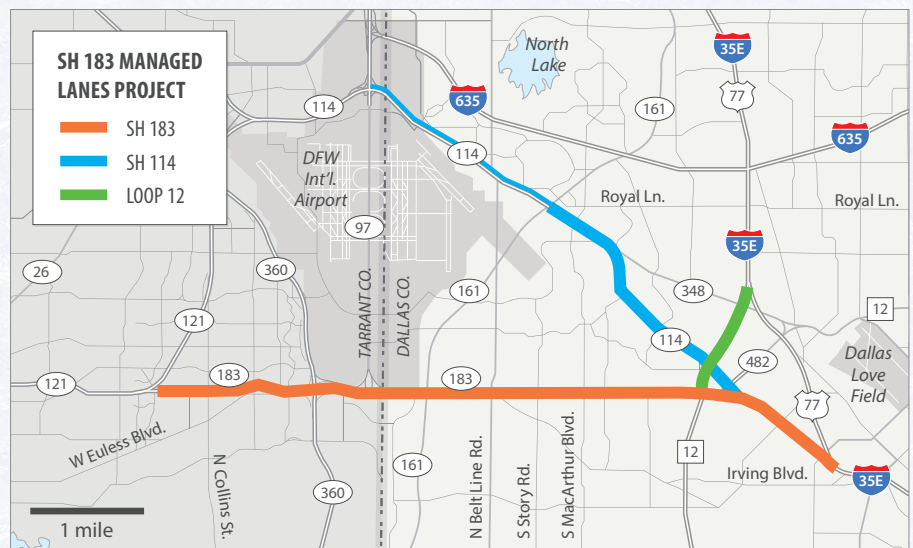 SH 183 MANAGED
LANES PROJECT
SH 183
SH 114
LOOP 12
North
Lake
35E
77
161
635
114
635
114
DFW
Int'l.
Airport
Royal Ln.
Royal Ln.
97
35E
26
360
161
348
12
TARRANT CO.
DALLAS CO.
121
114
482
Dallas
Love
Field
121
183
183
77
W Euless Blvd.
N Collins St.
161
N Belt Line Rd.
S Story Rd.
S MacArthur Blvd.
12
Irving Blvd.
35E
360
1 mile